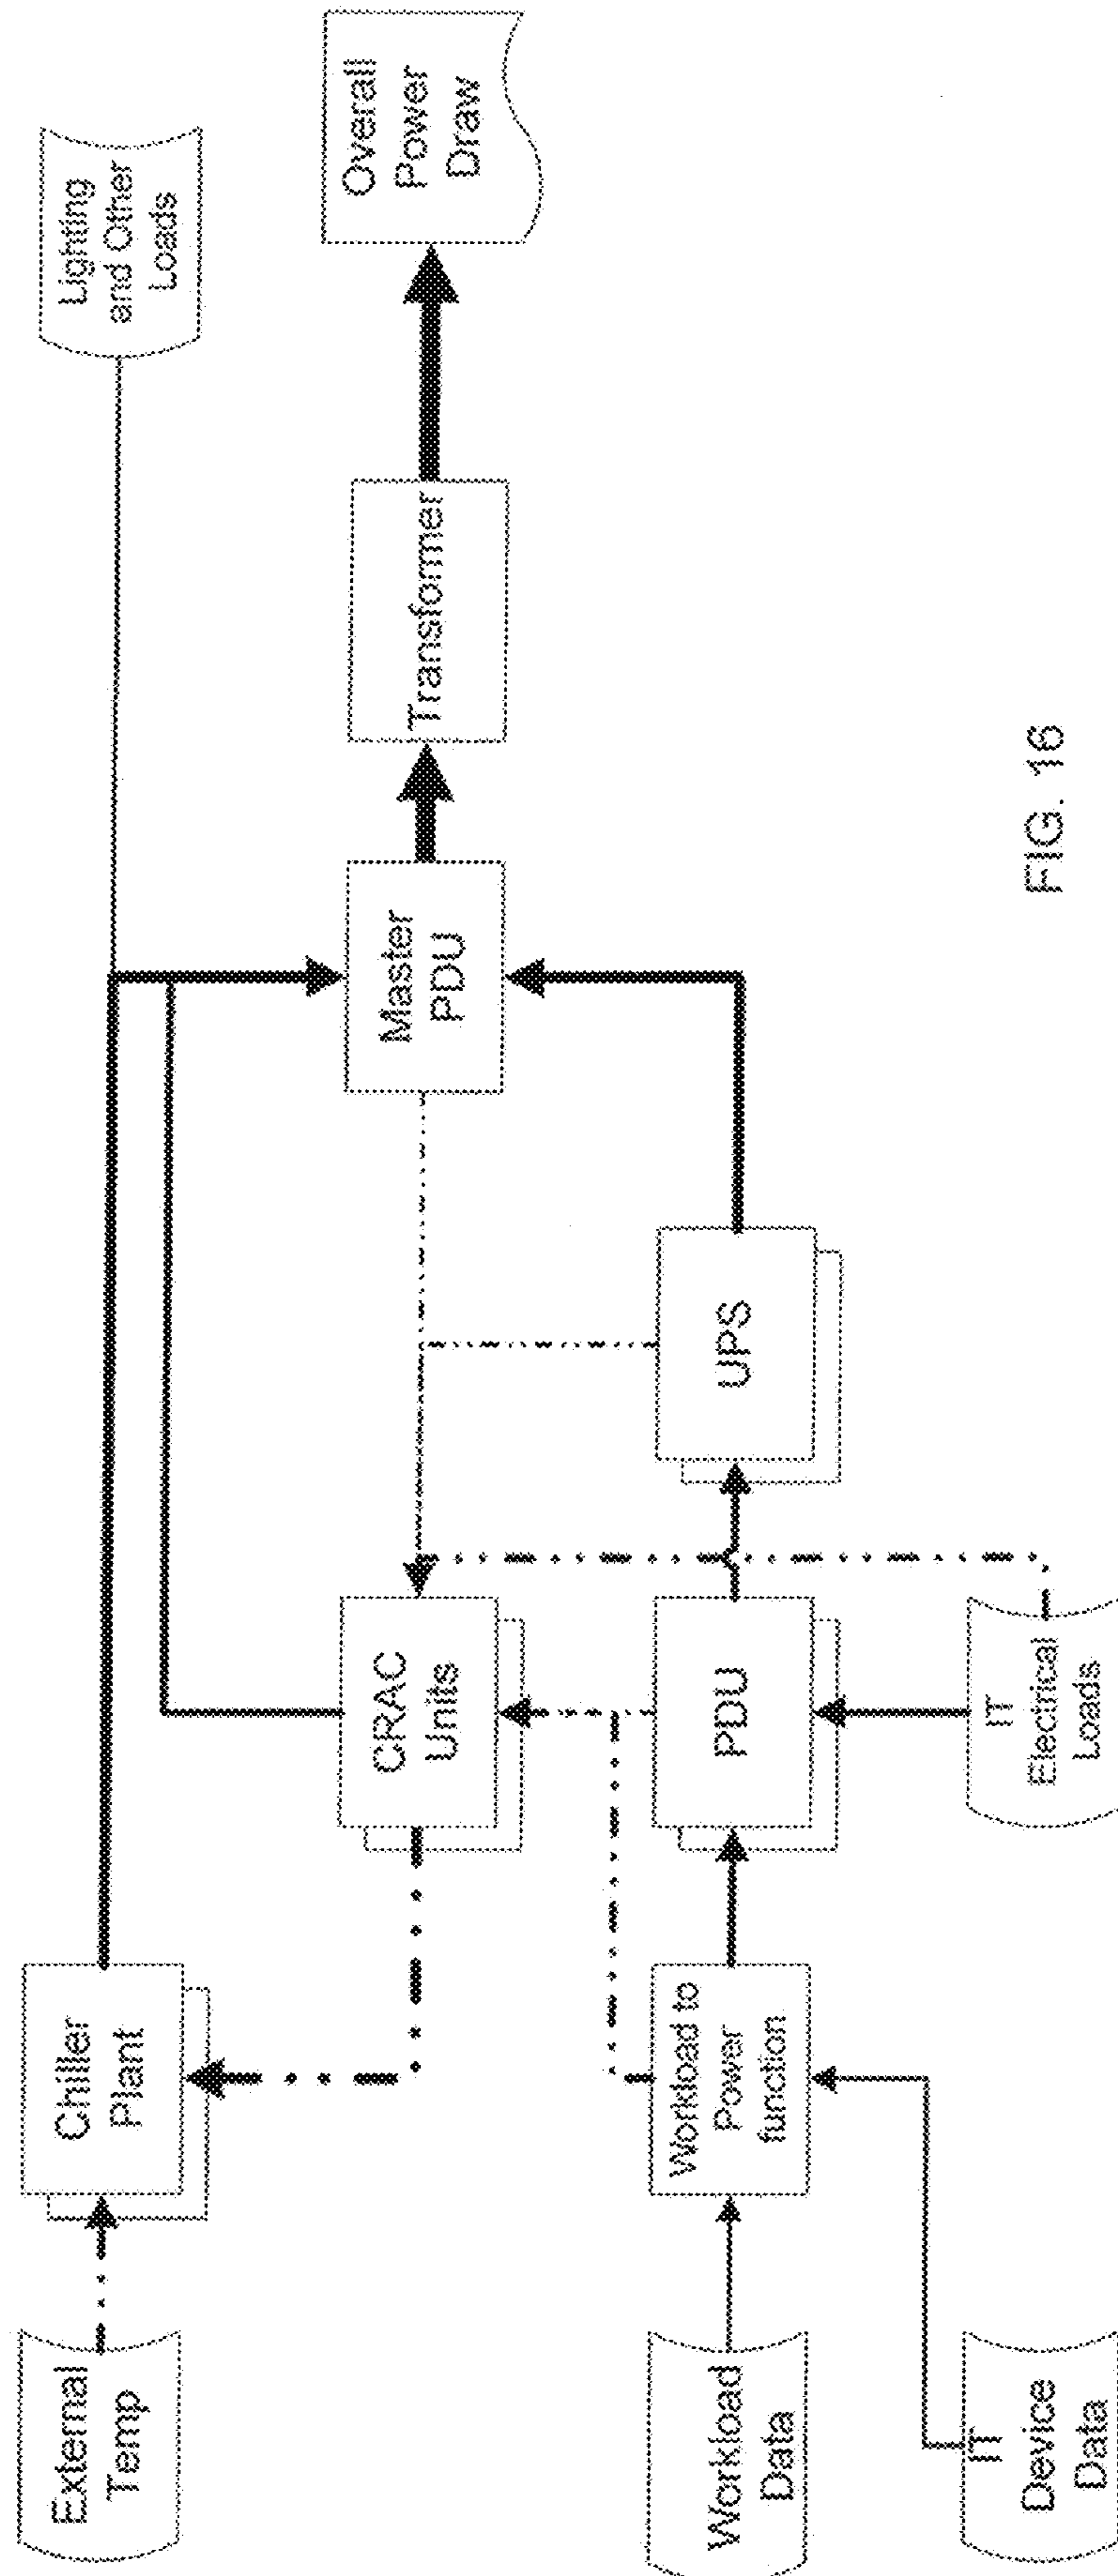 External
Temp
Chiller
Plant
Lighting
and Other
Loads
CRAC
Units
Master
PDU
Transformer
Overall
Power
Draw
Workload
Data
Workload to
Power
function
PDU
UPS
IT
Device
Data
IT
Electrical
Loads
FIG. 16